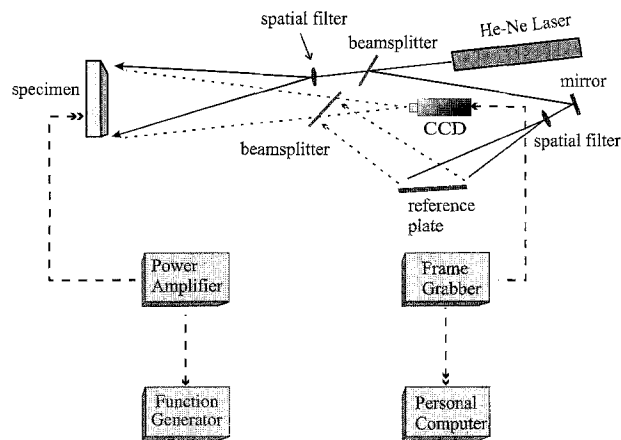 He-Ne Laser
spatial filter
beamsplitter
mirror
specimen
CCD
spatial filter
beamsplitter
reference
plate
Power
Amplifier
Frame
Grabber
Function
Generator
Personal
Computer